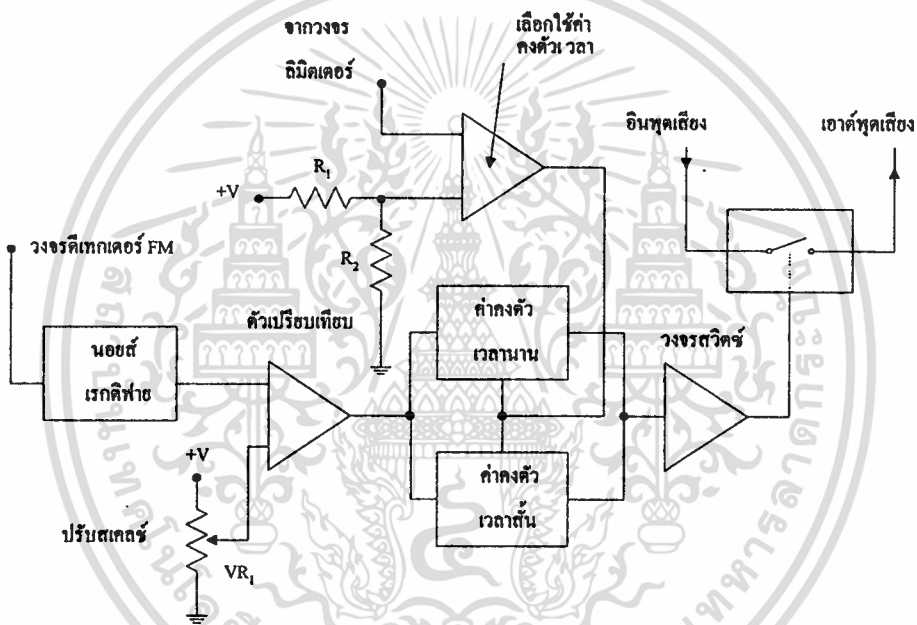 จากวงจร
ลิมิตเตอร์
เลือกใช้ค่า
คงตัวเวลา
อินพุตเสียง
เอาต์พุตเสียง
R1
+V
R2
วงจรดีเทกเตอร์ FM
นอยส์
เรกติฟาย
ตัวเปรียบเทียบ
ค่าคงตัว
เวลานาน
วงจรสวิตซ์
+V
ปรับสเคลซ์
VR1
ค่าคงตัว
เวลาสั้น